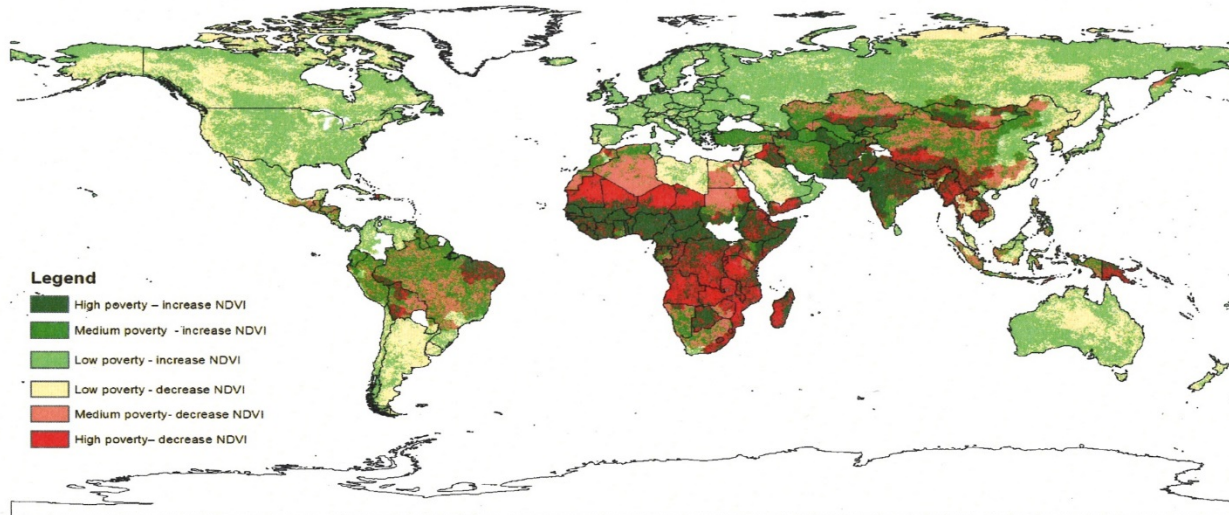 Legend
High poverty – increase NDVI
Medium poverty - increase NDVI
Low poverty - increase NDVI
Low poverty - decrease NDVI
Medium poverty- decrease NDVI
High poverty– decrease NDVI